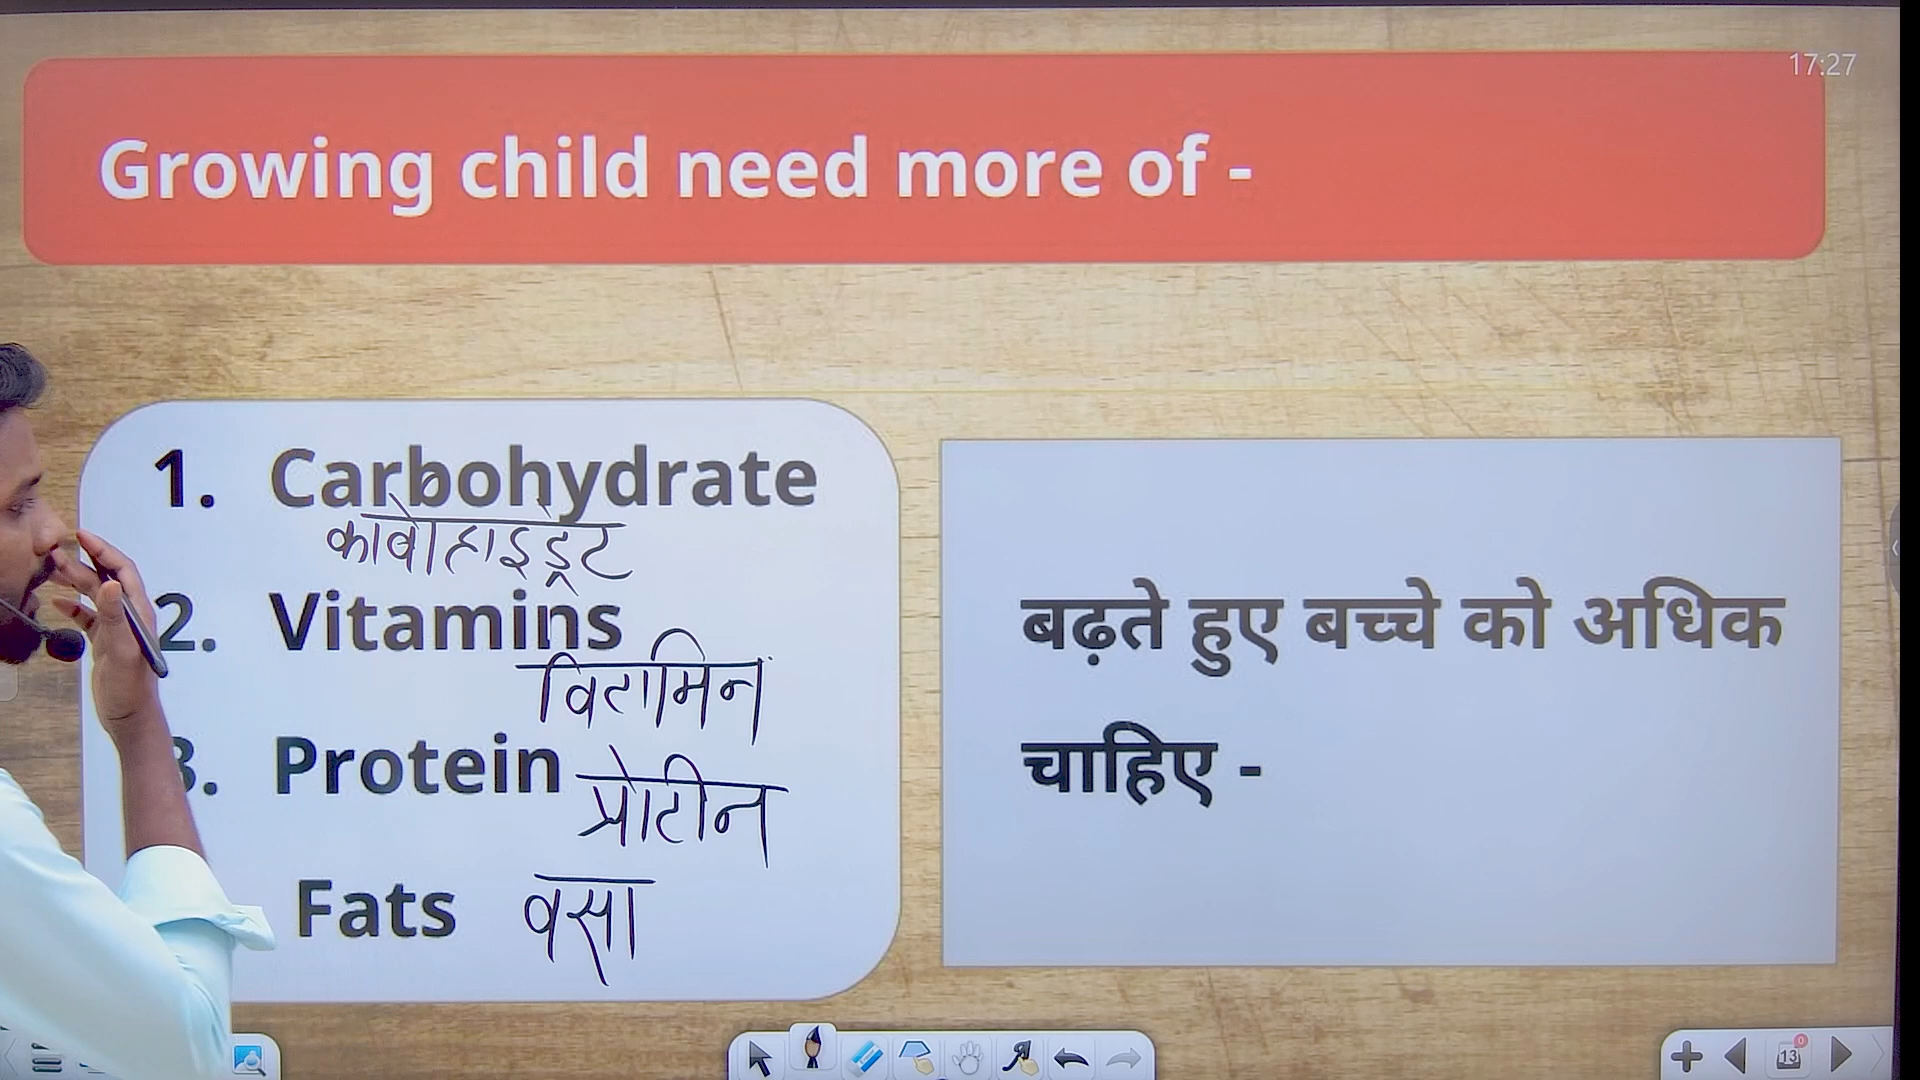 17:27
Growing child need more of -
1. Carbohydrate
कार्वोहाइड्रेट
2. Vitamins
विटामिन
3. Protein प्रोटीन
Fats वसा
बढ़ते हुए बच्चे को अधिक
चाहिए -
13